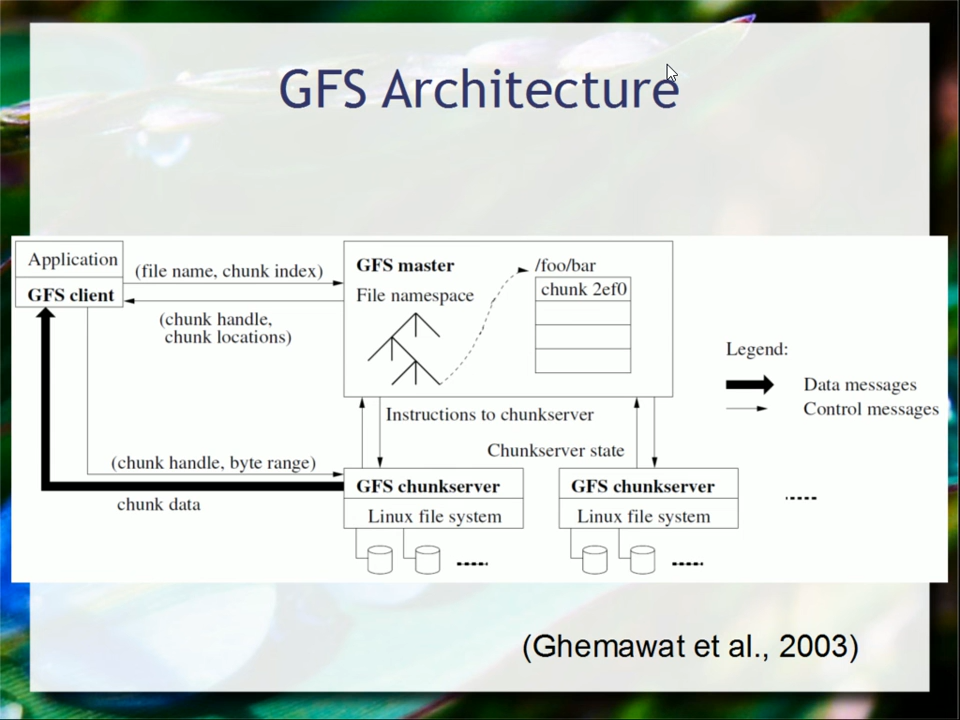 GFS Architecture
Application
GFS client
(file name, chunk index)
(chunk handle,
chunk locations)
GFS master
File namespace
/foo/bar
chunk 2ef0
Legend:
Data messages
Control messages
Instructions to chunkserver
Chunkserver state
(chunk handle, byte range)
chunk data
GFS chunkserver
Linux file system
GFS chunkserver
Linux file system
(Ghemawat et al., 2003)